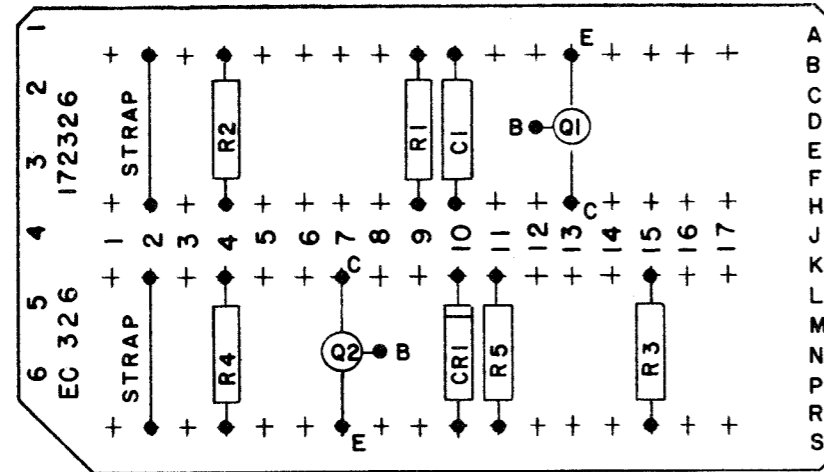 1 2 3 4 5 6
172326
EC 326
STRAP
R2
R1
C1
E
B
Q1
C
1 2 3 4 5 6 7 8 9 10 11 12 13 14 15 16 17
STRAP
R4
C
Q2
B
E
CR1
R5
R3
A
B
C
D
E
F
H
J
K
L
M
N
P
R
S